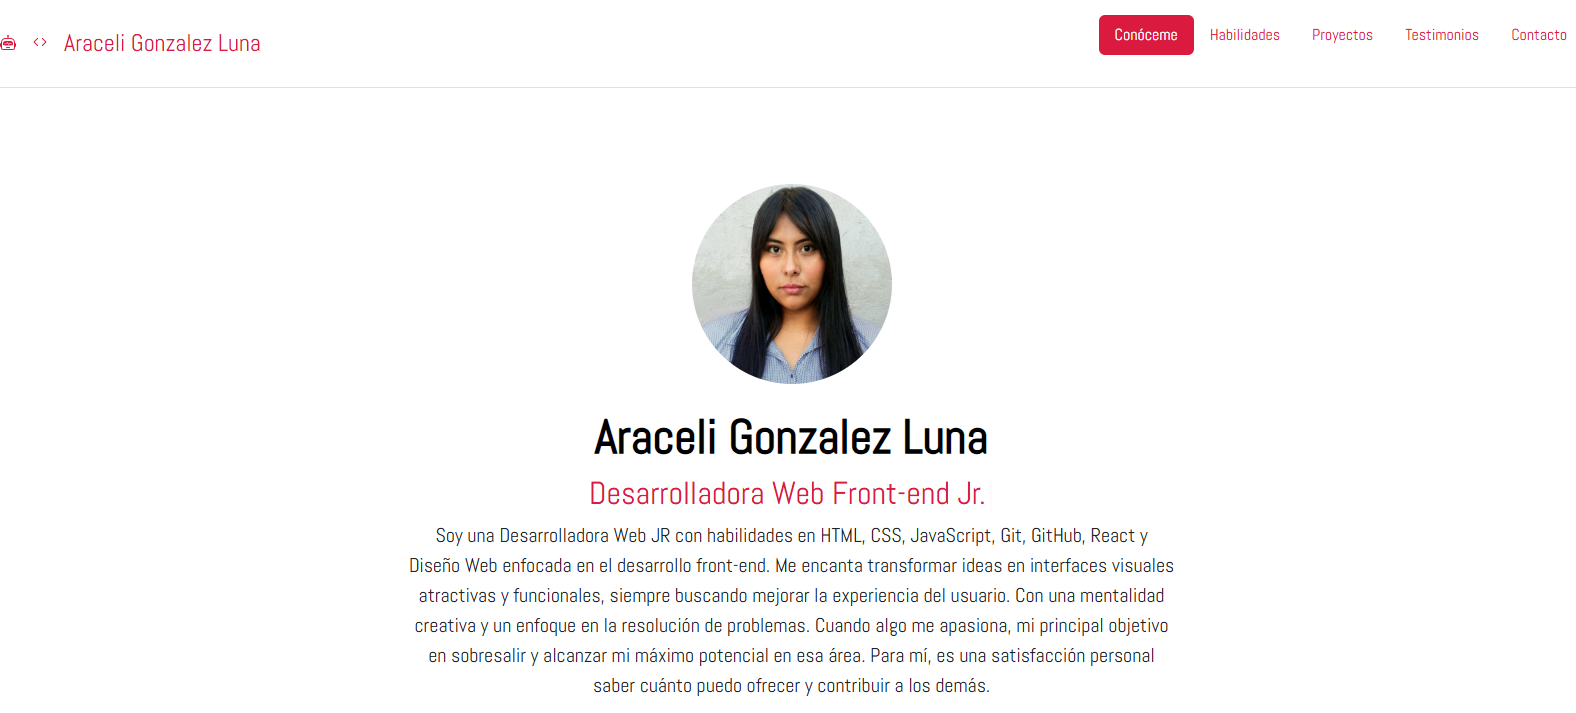 Araceli Gonzalez Luna
Conóceme Habilidades Proyectos Testimonios Contacto
Araceli Gonzalez Luna
Desarrolladora Web Front-end Jr.
Soy una Desarrolladora Web JR con habilidades en HTML, CSS, JavaScript, Git, GitHub, React y
Diseño Web enfocada en el desarrollo front-end. Me encanta transformar ideas en interfaces visuales
atractivas y funcionales, siempre buscando mejorar la experiencia del usuario. Con una mentalidad
creativa y un enfoque en la resolución de problemas. Cuando algo me apasiona, mi principal objetivo
en sobresalir y alcanzar mi máximo potencial en esa área. Para mí, es una satisfacción personal
saber cuánto puedo ofrecer y contribuir a los demás.